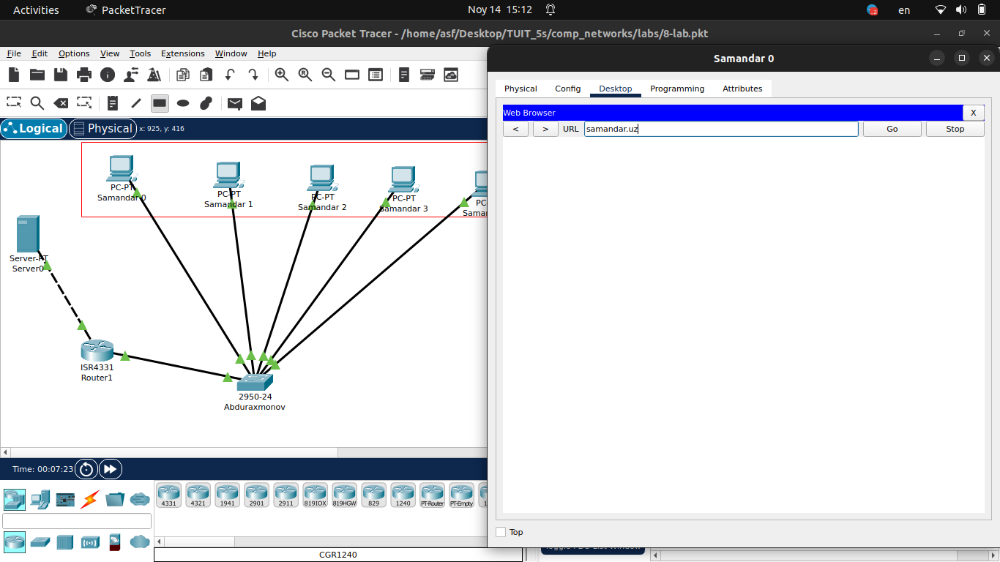 Activities PacketTracer Noy 14 15:12 en
Cisco Packet Tracer - /home/asf/Desktop/TUIT_5s/comp_networks/labs/8-lab.pkt
File Edit Options View Tools Extensions Window Help
Logical Physical x: 925, y: 416
PC-PT
Samandar 0
PC-PT
Samandar 1
PC-PT
Samandar 2
PC-PT
Samandar 3
PC
Saman
Server-PT
Server0
ISR4331
Router1
2950-24
Abduraxmonov
Time: 00:07:23
4331 4321 1941 2901 2911 819IOX 819HGW 829 1240 PT-Router PT-Empty
CGR1240
Samandar 0
Physical Config Desktop Programming Attributes
Web Browser X
< > URL samandar.uz Go Stop
Top